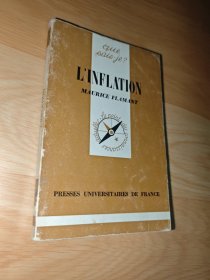 que
sais-je?
L'INFLATION
MAURICE FLAMANT
PRESSES UNIVERSITAIRES DE FRANCE